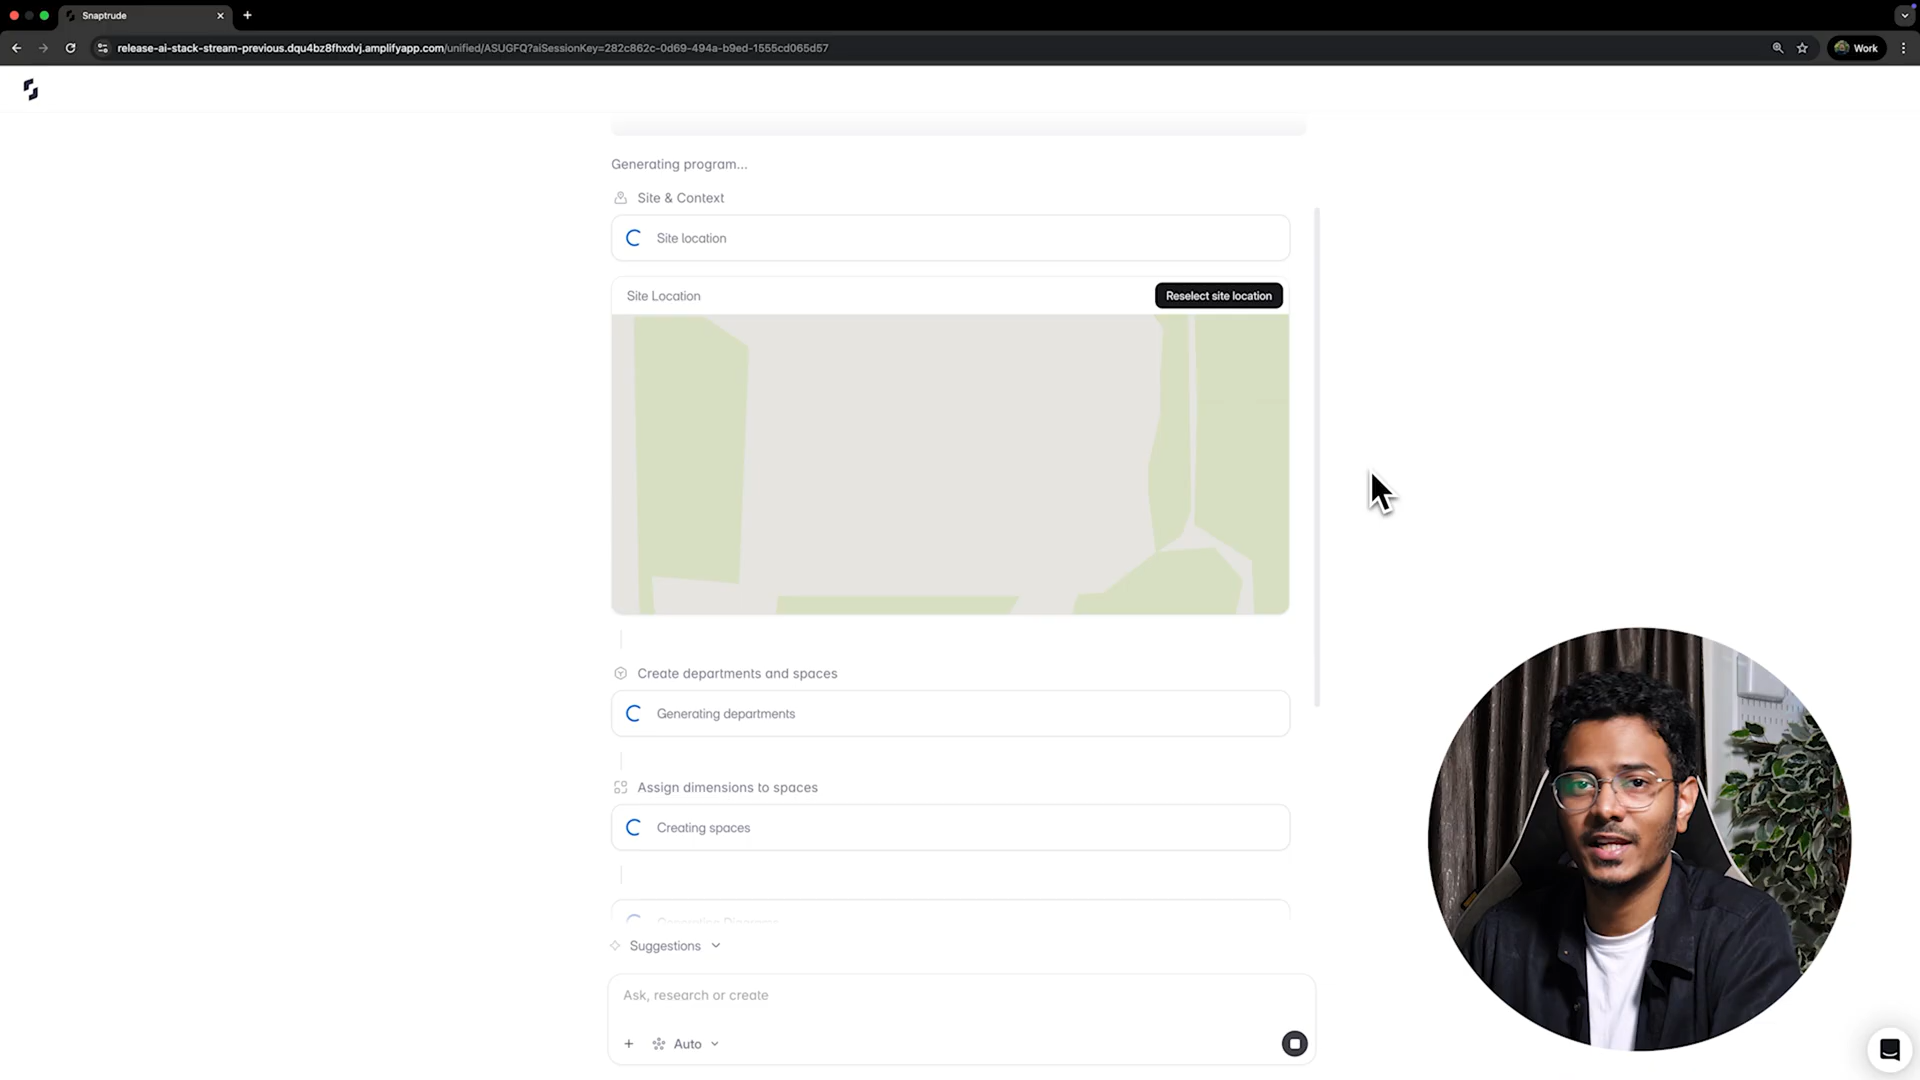 Snaptrude
release-ai-stack-stream-previous.dqu4bz8fhxdvj.amplifyapp.com/unified/ASUGFQ?aiSessionKey=282c862c-0d69-494a-b9ed-1555cd065d57
Work
Generating program...
Site & Context
Site location
Site Location
Reselect site location
Create departments and spaces
Generating departments
Assign dimensions to spaces
Creating spaces
Generating Diagrams
Suggestions
Ask, research or create
Auto